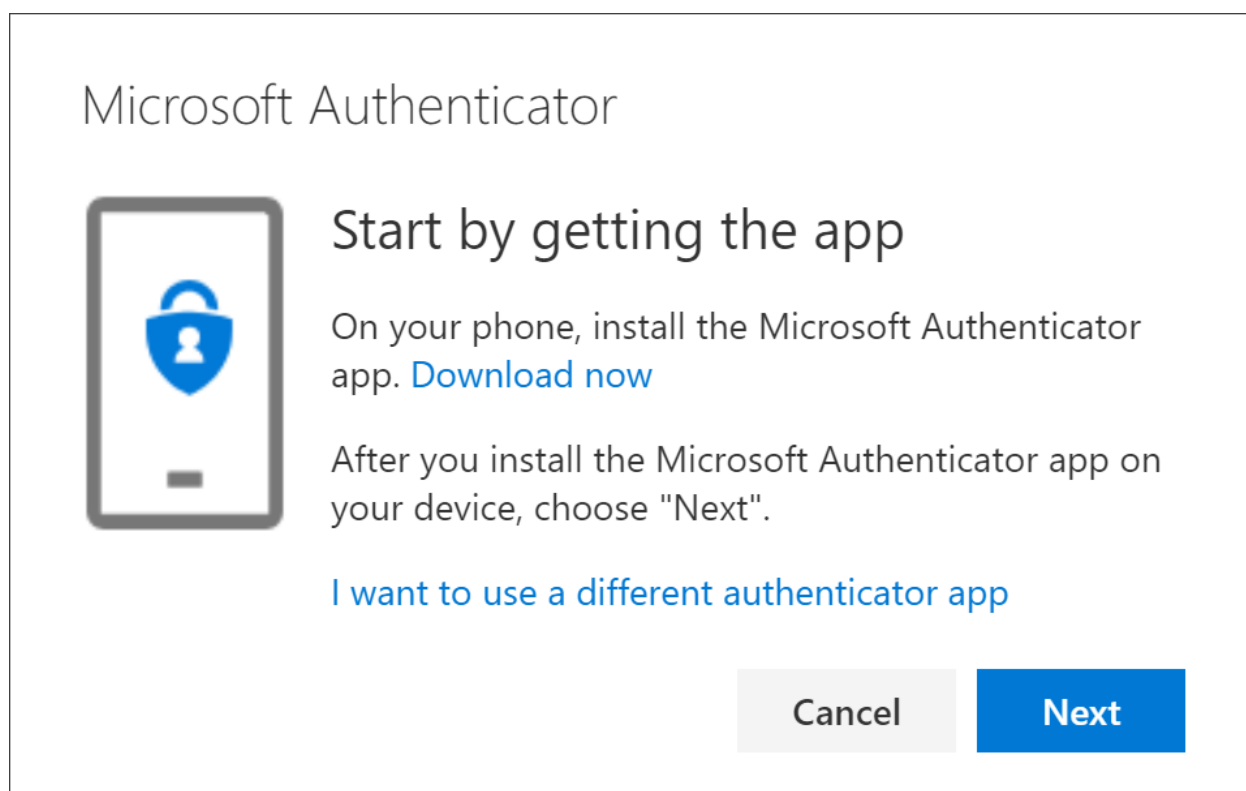 Microsoft Authenticator
Start by getting the app
On your phone, install the Microsoft Authenticator
app. Download now
After you install the Microsoft Authenticator app on
your device, choose "Next".
I want to use a different authenticator app
Cancel
Next